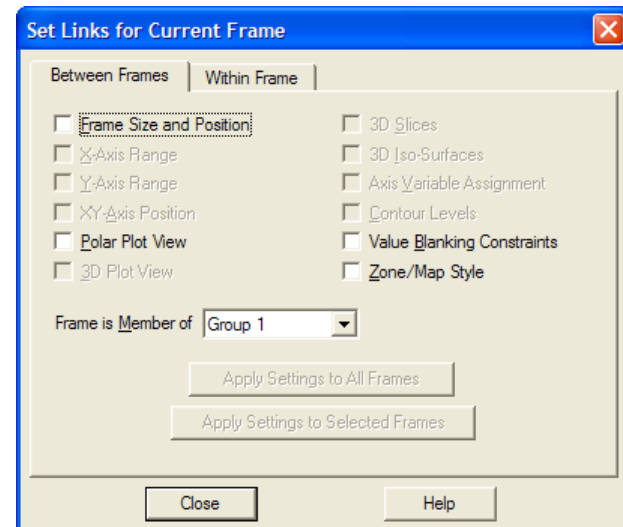 Set Links for Current Frame
Between Frames
Within Frame
Frame Size and Position
X-Axis Range
Y-Axis Range
XY-Axis Position
Polar Plot View
3D Plot View
3D Slices
3D Iso-Surfaces
Axis Variable Assignment
Contour Levels
Value Blanking Constraints
Zone/Map Style
Frame is Member of Group 1
Apply Settings to All Frames
Apply Settings to Selected Frames
Close
Help